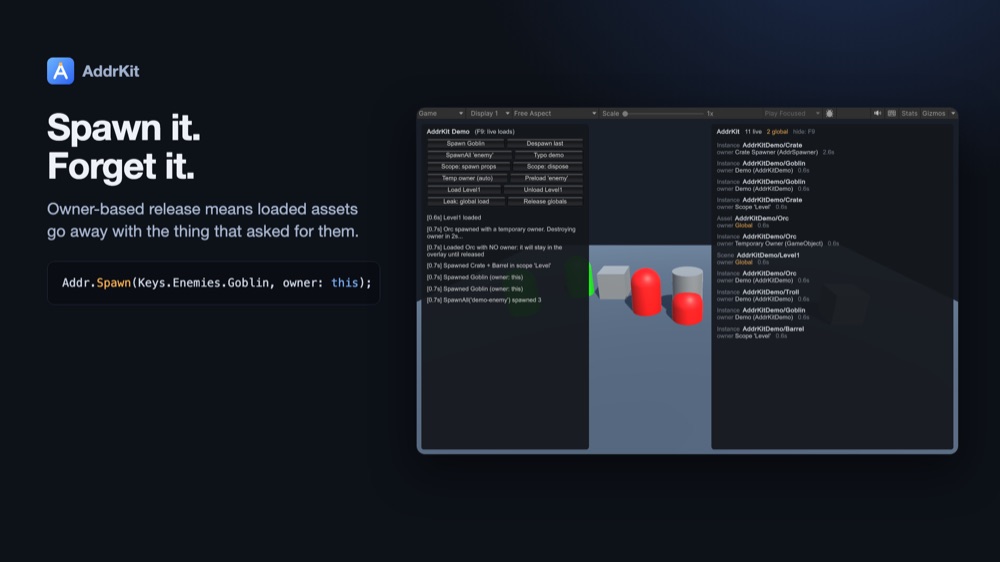 AddrKit
Spawn it.
Forget it.
Owner-based release means loaded assets
go away with the thing that asked for them.
Addr.Spawn(Keys.Enemies.Goblin, owner: this);
Game Display 1 Free Aspect Scale 1x Play Focused Stats Gizmos
AddrKit Demo (F9: live loads)
Spawn Goblin Despawn last
SpawnAll 'enemy' Typo demo
Scope: spawn props Scope: dispose
Temp owner (auto) Preload 'enemy'
Load Level1 Unload Level1
Leak: global load Release globals
[0.6s] Level1 loaded
[0.7s] Orc spawned with a temporary owner. Destroying
owner in 2s...
[0.7s] Loaded Orc with NO owner: it will stay in the
overlay until released
[0.7s] Spawned Crate + Barrel in scope 'Level'
[0.7s] Spawned Goblin (owner: this)
[0.7s] Spawned Goblin (owner: this)
[0.7s] SpawnAll('demo-enemy') spawned 3
AddrKit 11 live 2 global hide: F9
Instance AddrKitDemo/Crate
owner Crate Spawner (AddrSpawner) 2.8s
Instance AddrKitDemo/Goblin
owner Demo (AddrKitDemo) 0.6s
Instance AddrKitDemo/Goblin
owner Demo (AddrKitDemo) 0.6s
Instance AddrKitDemo/Crate
owner Scope 'Level' 0.6s
Asset AddrKitDemo/Orc
owner Global 0.6s
Instance AddrKitDemo/Orc
owner Temporary Owner (GameObject) 0.6s
Scene AddrKitDemo/Level1
owner Global 0.6s
Instance AddrKitDemo/Orc
owner Demo (AddrKitDemo) 0.6s
Instance AddrKitDemo/Troll
owner Demo (AddrKitDemo) 0.6s
Instance AddrKitDemo/Goblin
owner Demo (AddrKitDemo) 0.6s
Instance AddrKitDemo/Barrel
owner Scope 'Level' 0.6s